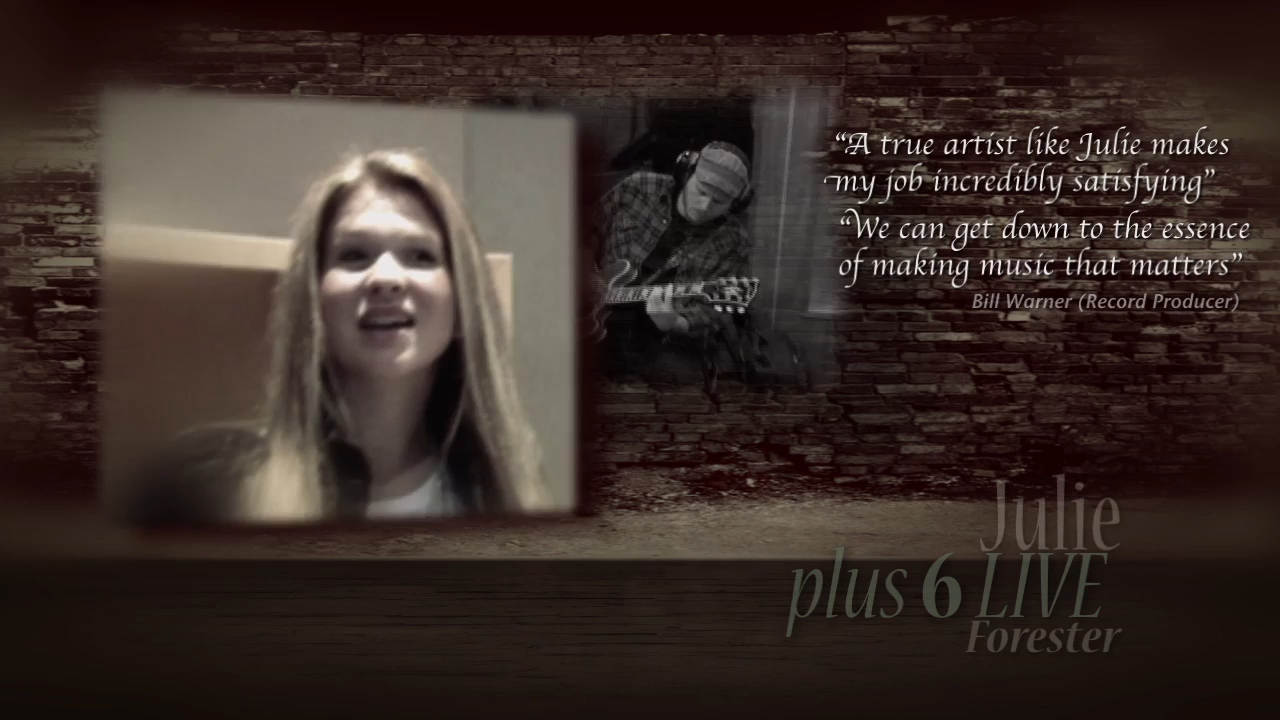 “A true artist like Julie makes
my job incredibly satisfying”
“We can get down to the essence
of making music that matters”
Bill Warner (Record Producer)
Julie
plus 6 LIVE
Forester